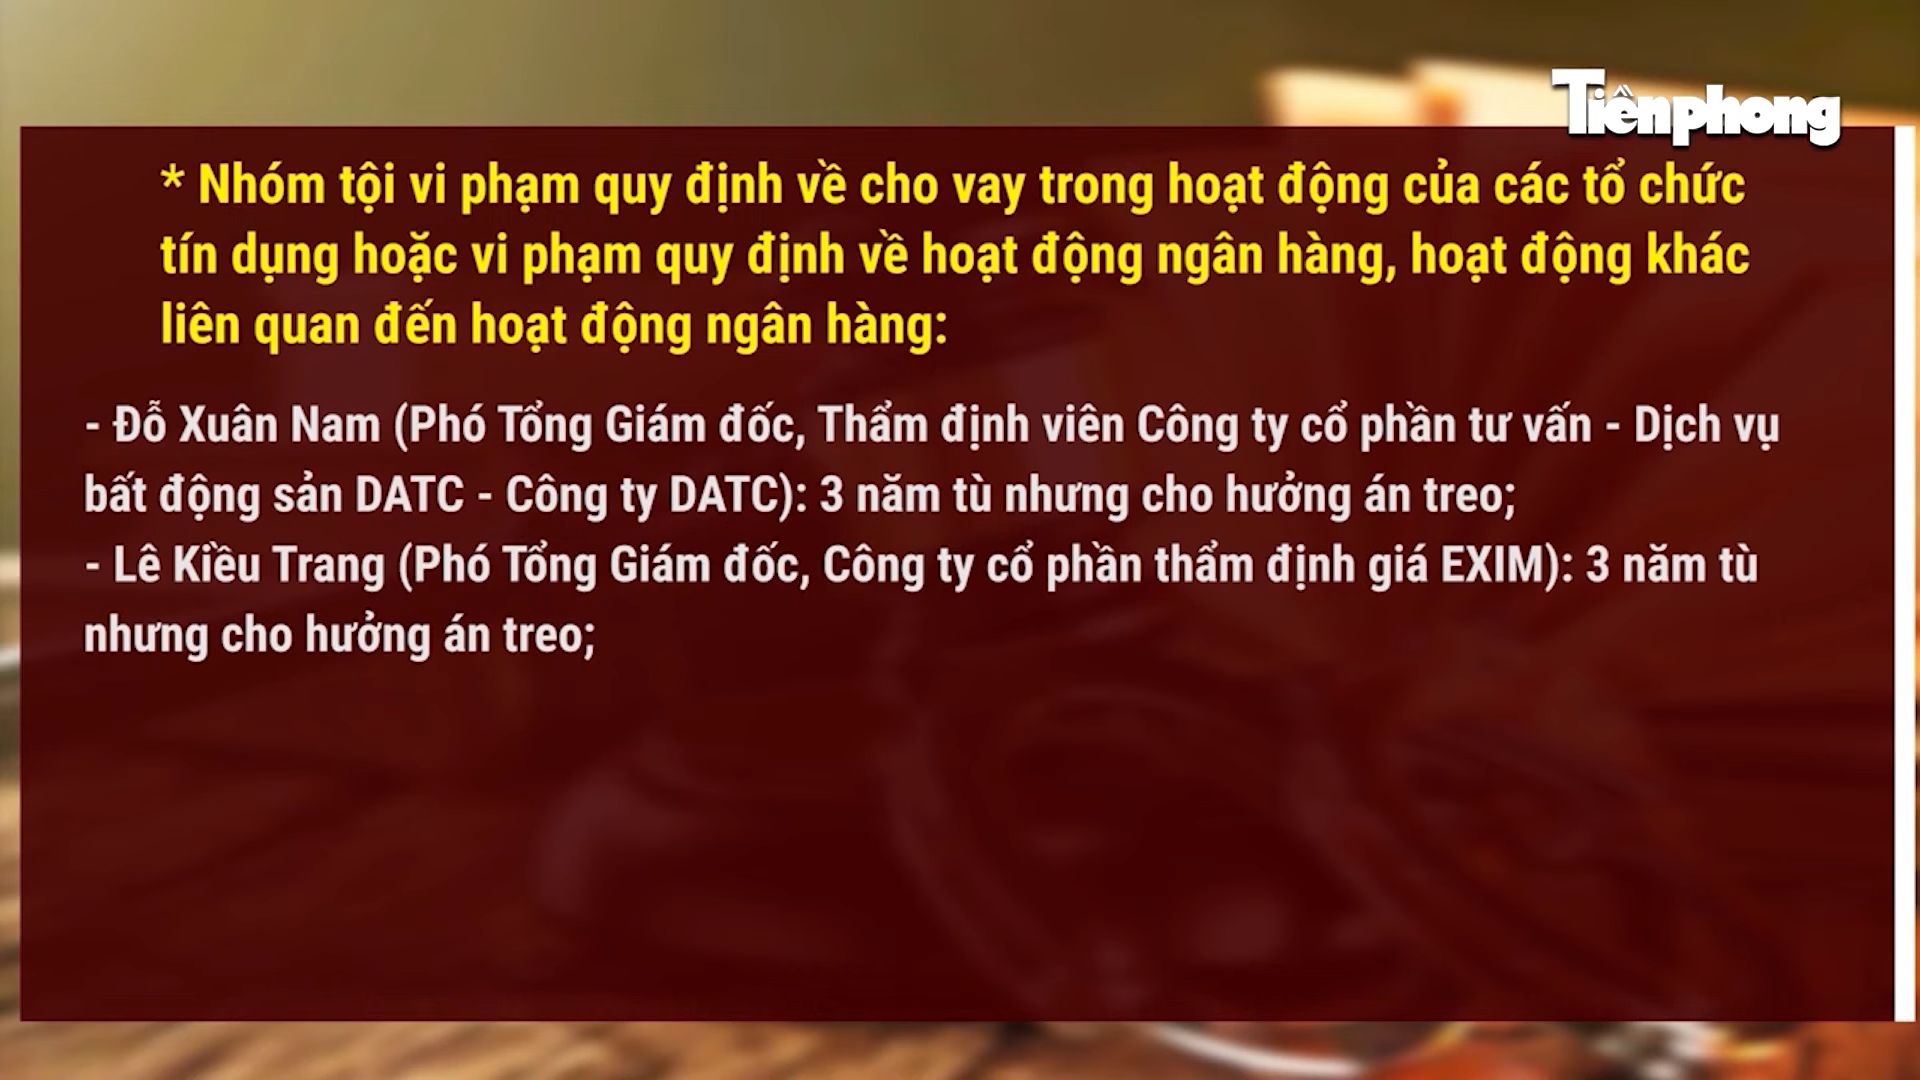 Tiền phong
* Nhóm tội vi phạm quy định về cho vay trong hoạt động của các tổ chức
tín dụng hoặc vi phạm quy định về hoạt động ngân hàng, hoạt động khác
liên quan đến hoạt động ngân hàng:
- Đỗ Xuân Nam (Phó Tổng Giám đốc, Thẩm định viên Công ty cổ phần tư vấn - Dịch vụ
bất động sản DATC - Công ty DATC): 3 năm tù nhưng cho hưởng án treo;
- Lê Kiều Trang (Phó Tổng Giám đốc, Công ty cổ phần thẩm định giá EXIM): 3 năm tù
nhưng cho hưởng án treo;